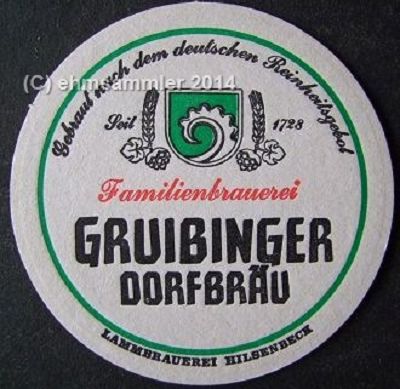 (C) ehmsammler 2014
Gebraut nach dem deutschen Reinheitsgebot
Seit 1728
Familienbrauerei
GRUIBINGER
DORFBRÄU
LAMMBRAUEREI HILSENBECK